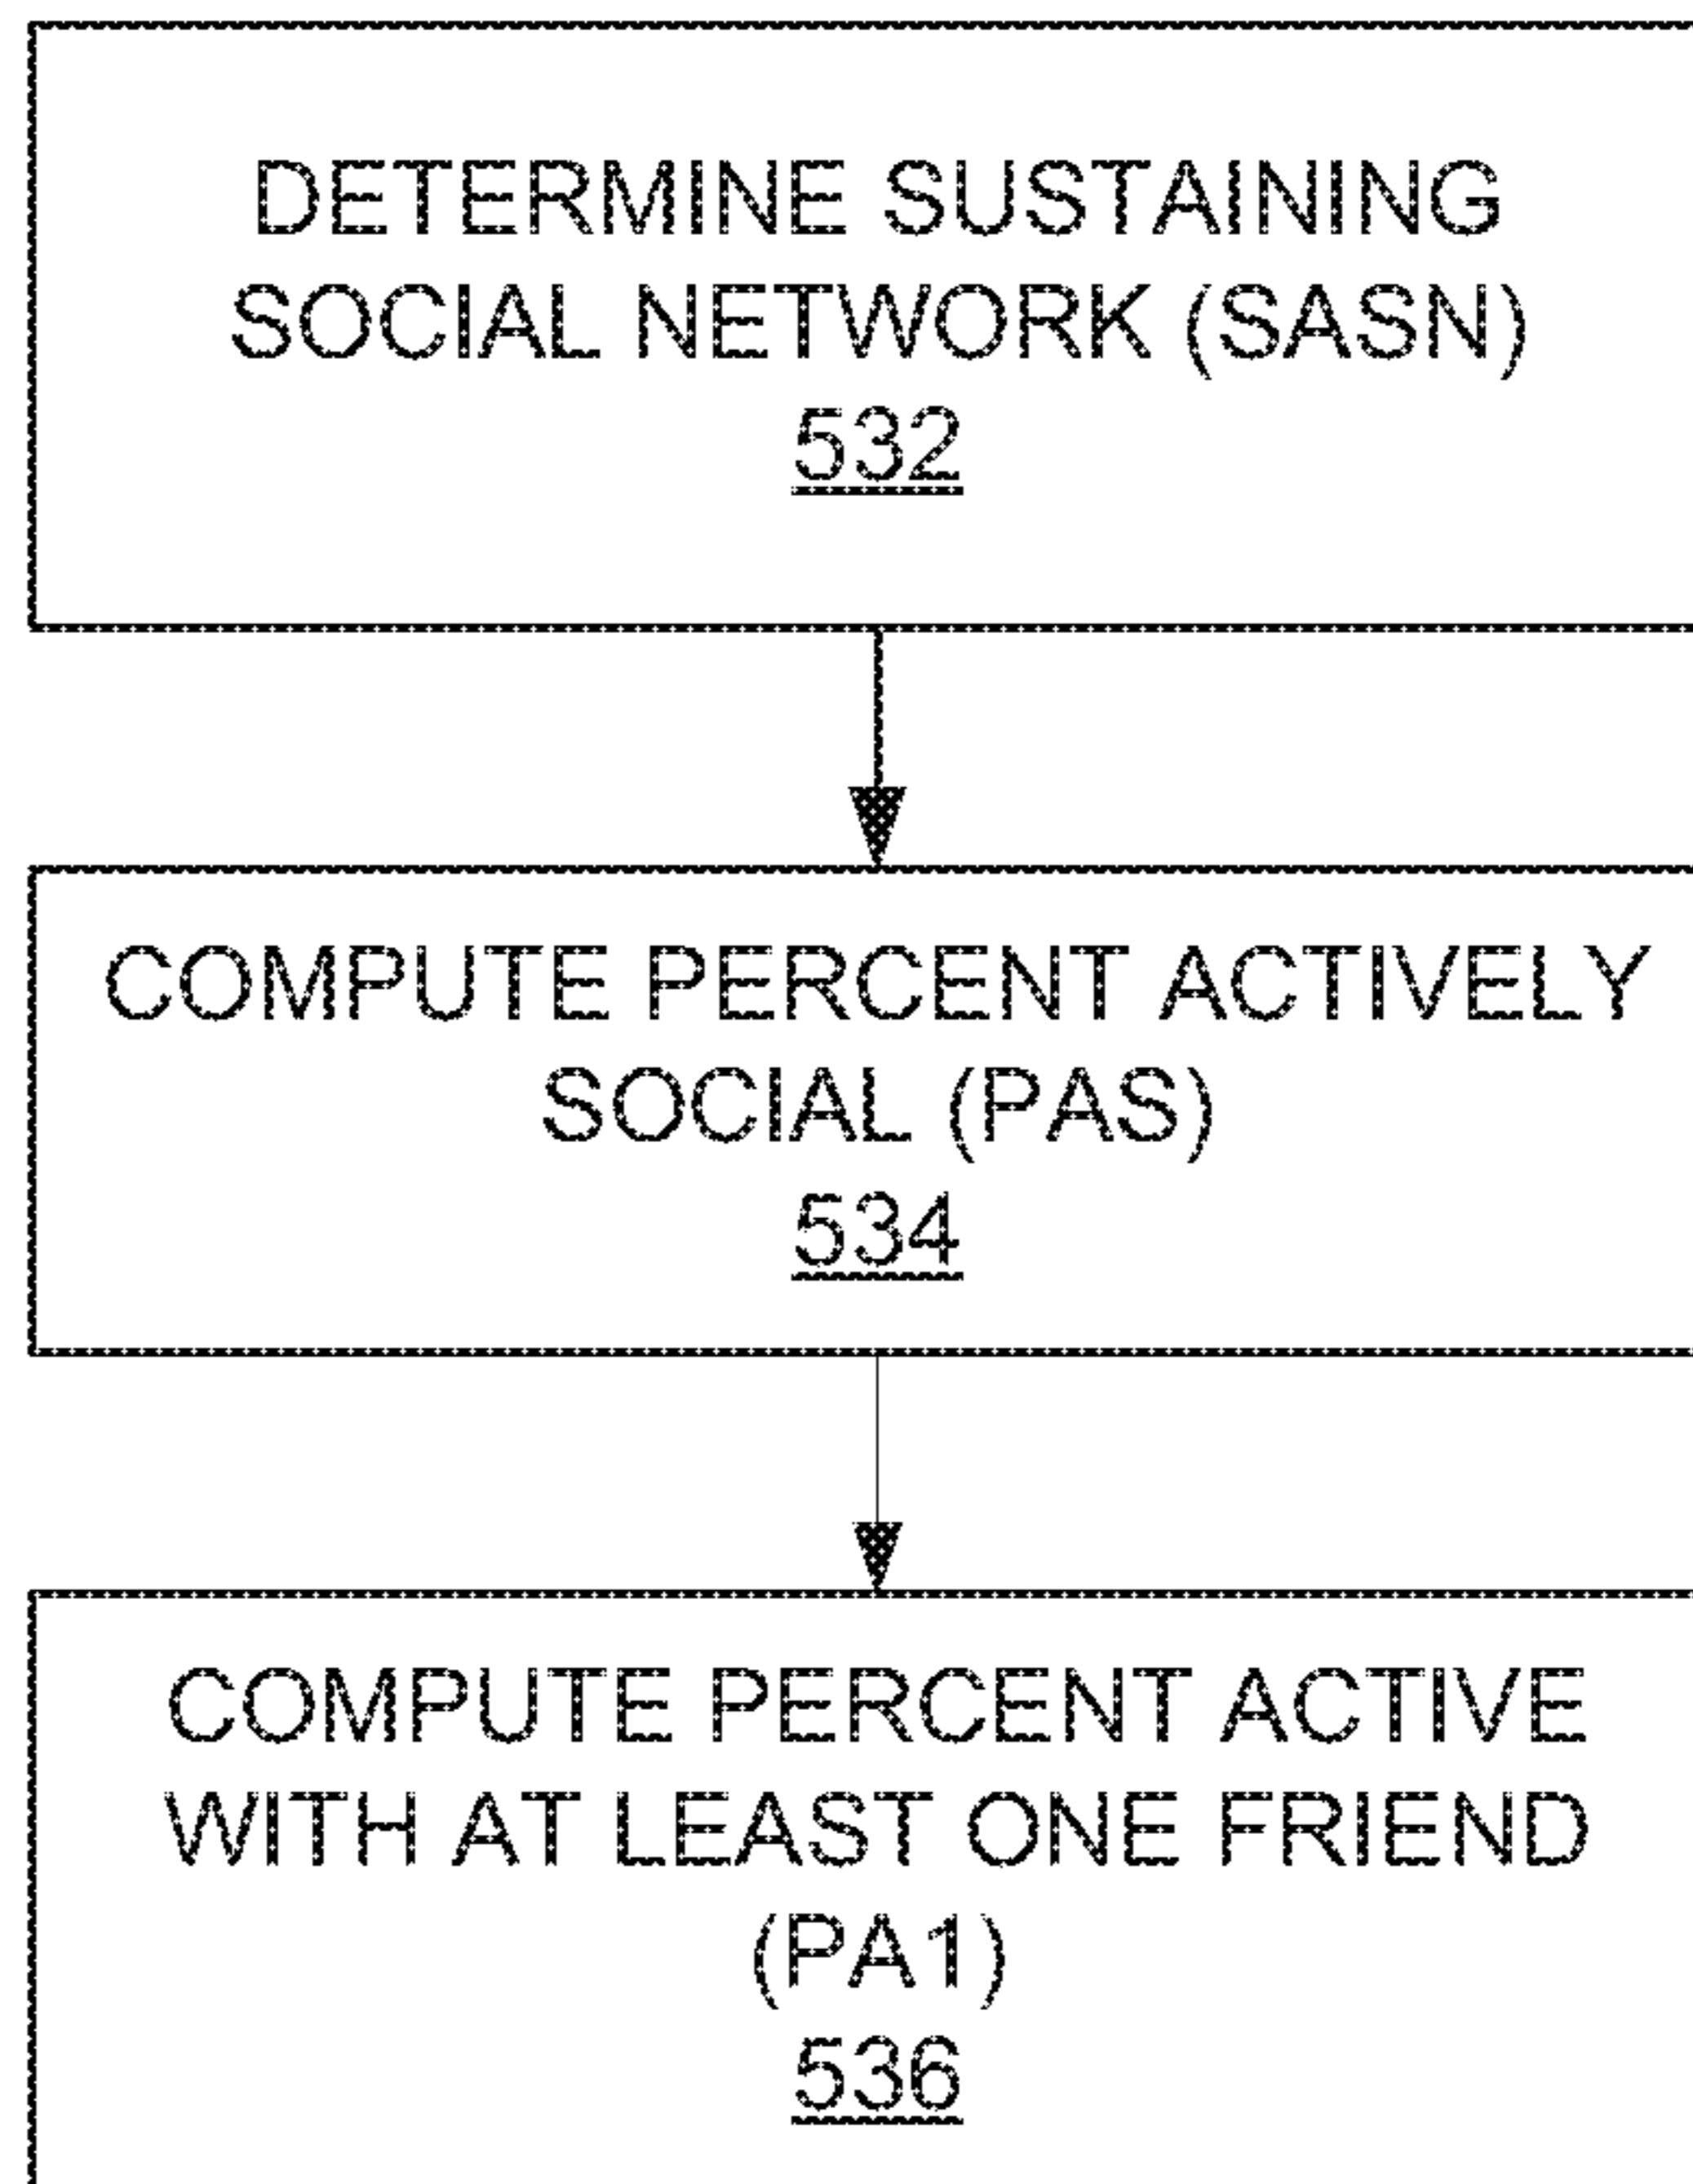 DETERMINE SUSTAINING
SOCIAL NETWORK (SASN)
532
COMPUTE PERCENT ACTIVELY
SOCIAL (PAS)
534
COMPUTE PERCENT ACTIVE
WITH AT LEAST ONE FRIEND
(PA1)
536